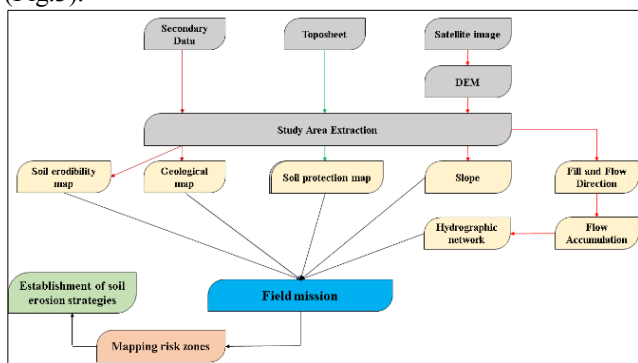 (Fig.3).
Secondary
Data
Toposheet
Satellite image
DEM
Study Area Extraction
Soil erodibility
map
Geological
map
Soil protection map
Slope
Fill and Flow
Direction
Hydrographic
network
Flow
Accumulation
Establishment of soil
erosion strategies
Field mission
Mapping risk zones